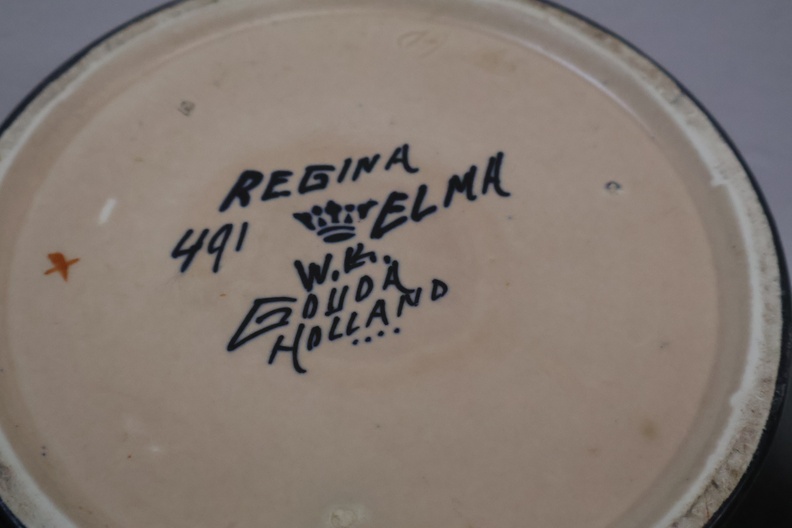 REGINA
491 ELMA
W.K.
GOUDA
HOLLAND